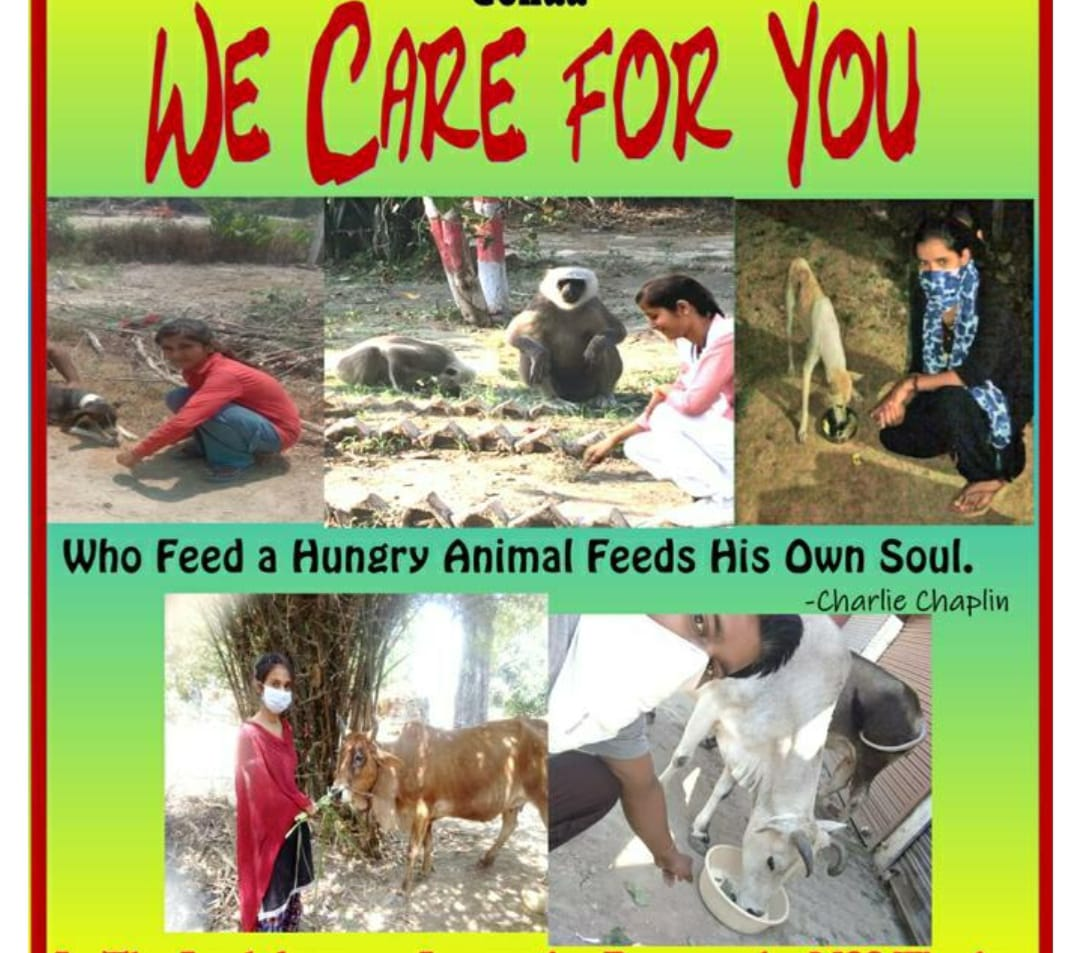 WE CARE FOR YOU
Who Feed a Hungry Animal Feeds His Own Soul.
-Charlie Chaplin